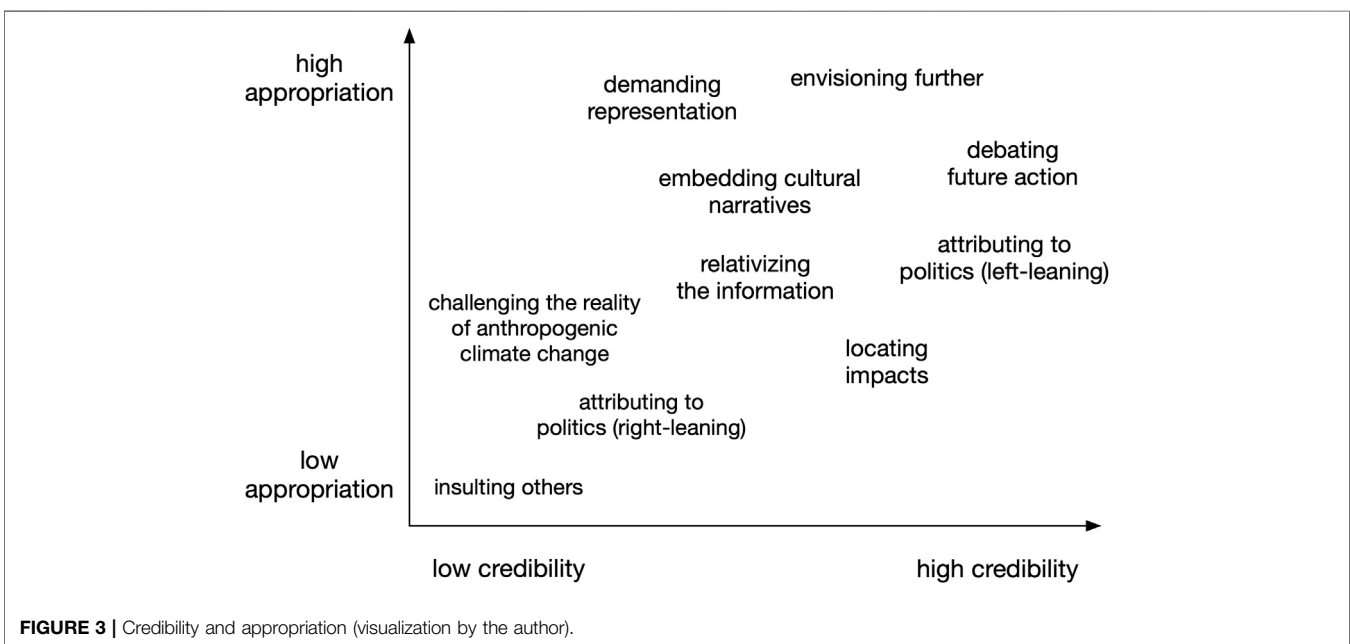 high
appropriation
demanding
representation
envisioning further
debating
future action
embedding cultural
narratives
attributing to
politics (left-leaning)
relativizing
the information
challenging the reality
of anthropogenic
climate change
locating
impacts
attributing to
politics (right-leaning)
low
appropriation
insulting others
low credibility
high credibility
FIGURE 3 | Credibility and appropriation (visualization by the author).